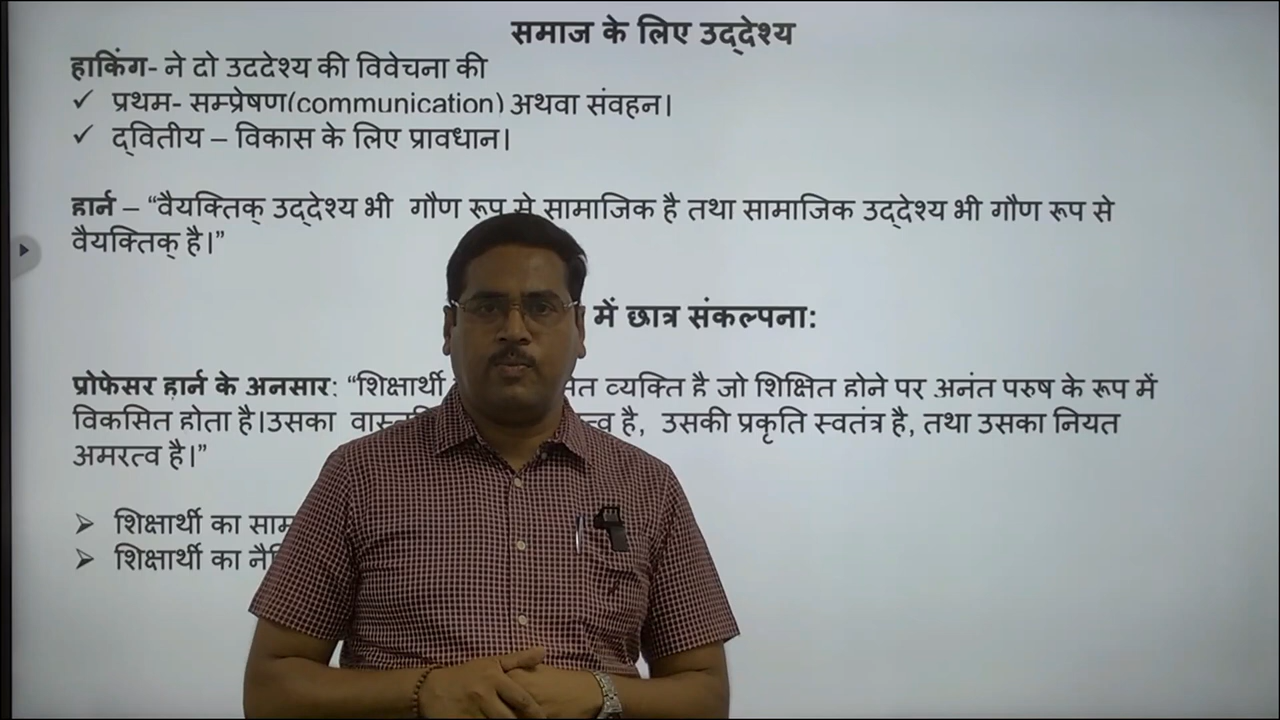 समाज के लिए उद्देश्य
हाकिंग- ने दो उददेश्य की विवेचना की
✓ प्रथम- सम्प्रेषण(communication) अथवा संवहन।
✓ द्वितीय – विकास के लिए प्रावधान।
हार्न – “वैयक्तिक् उद्देश्य भी गौण रूप से सामाजिक है तथा सामाजिक उद्देश्य भी गौण रूप से
वैयक्तिक् है।”
में छात्र संकल्पना:
प्रोफेसर हार्न के अनसार: “शिक्षार्थी व्यक्ति है जो शिक्षित होने पर अनंत परुष के रूप में
विकसित होता है।उसका है, उसकी प्रकृति स्वतंत्र है, तथा उसका नियत
अमरत्व है।”
➢ शिक्षार्थी का
➢ शिक्षार्थी का